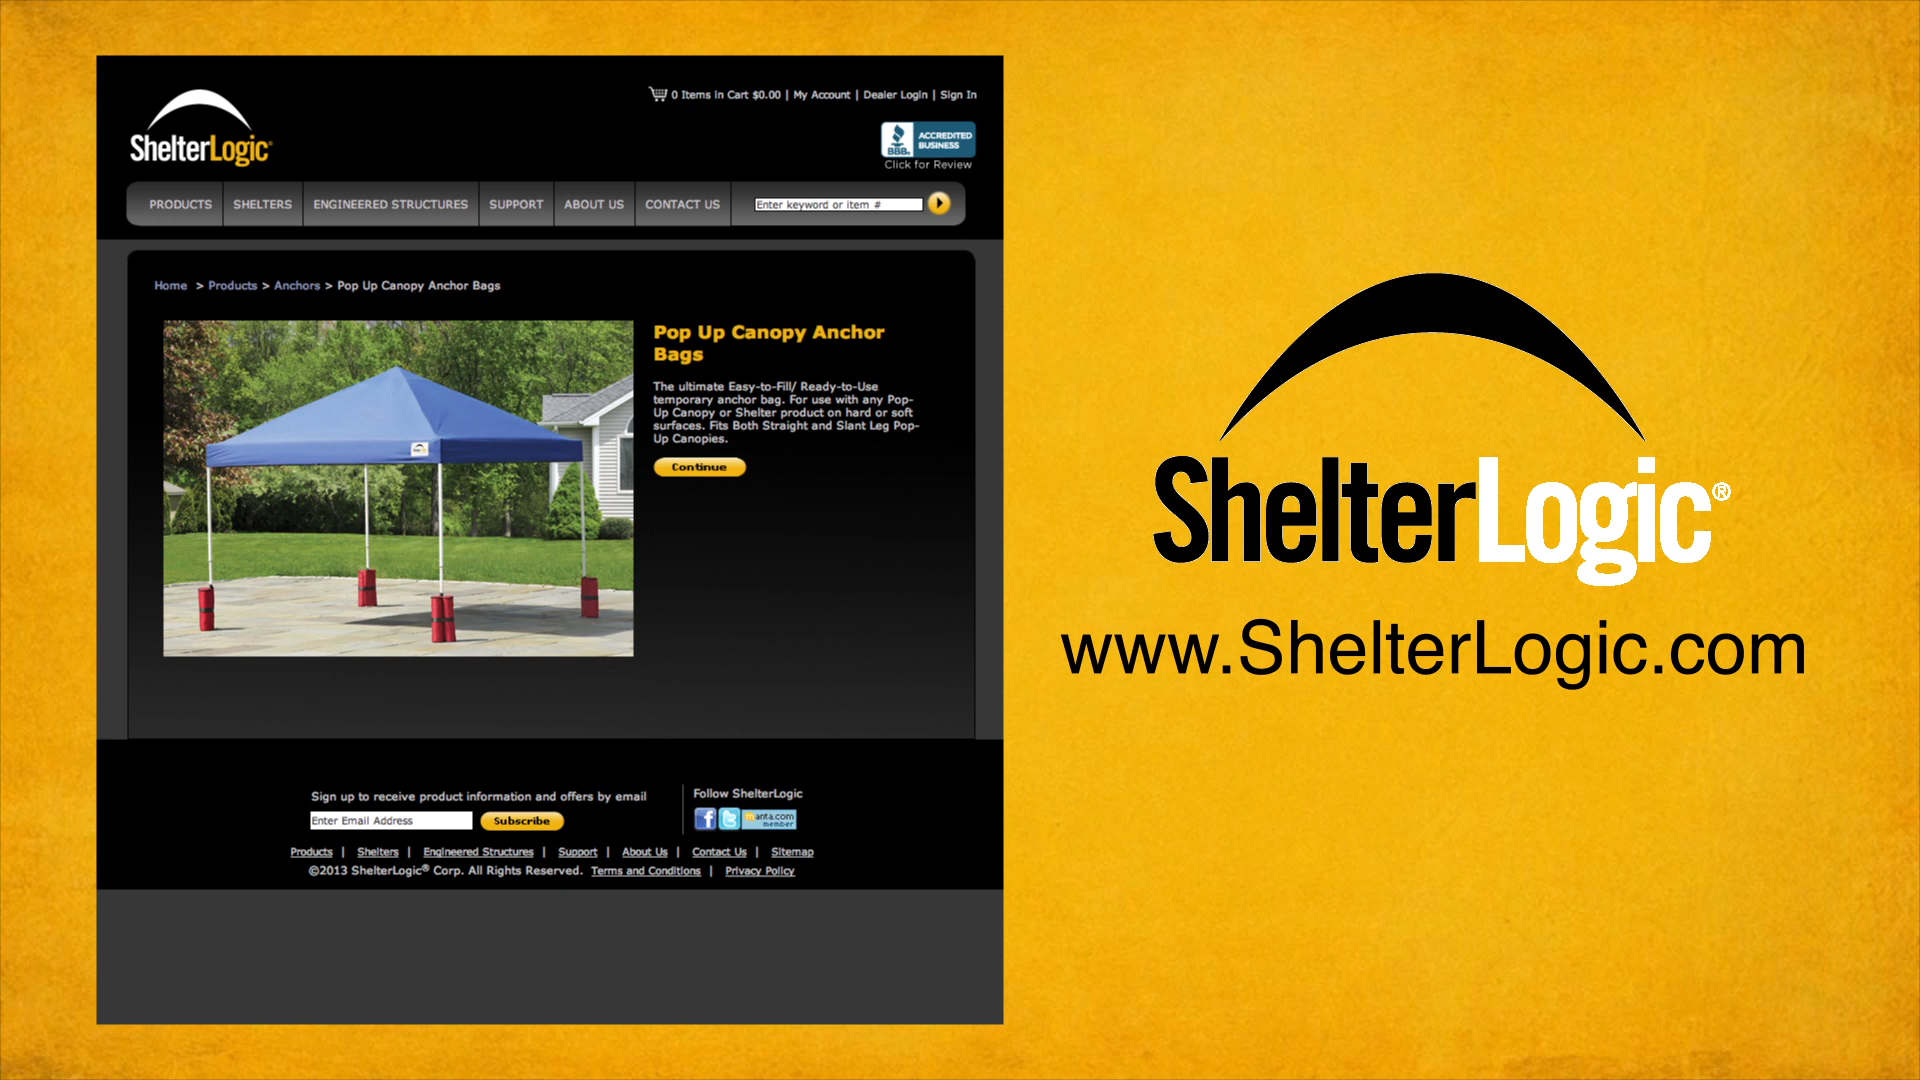 0 Items in Cart $0.00 | My Account | Dealer Login | Sign In
ShelterLogic®
BBB. ACCREDITED
BUSINESS
Click for Review
PRODUCTS SHELTERS ENGINEERED STRUCTURES SUPPORT ABOUT US CONTACT US Enter keyword or item #
Home > Products > Anchors > Pop Up Canopy Anchor Bags
Pop Up Canopy Anchor
Bags
The ultimate Easy-to-Fill/ Ready-to-Use
temporary anchor bag. For use with any Pop-
Up Canopy or Shelter product on hard or soft
surfaces. Fits Both Straight and Slant Leg Pop-
Up Canopies.
Continue
Sign up to receive product information and offers by email
Enter Email Address Subscribe
Follow ShelterLogic
manta.com
member
Products | Shelters | Engineered Structures | Support | About Us | Contact Us | Sitemap
©2013 ShelterLogic® Corp. All Rights Reserved. Terms and Conditions | Privacy Policy
ShelterLogic®
www.ShelterLogic.com